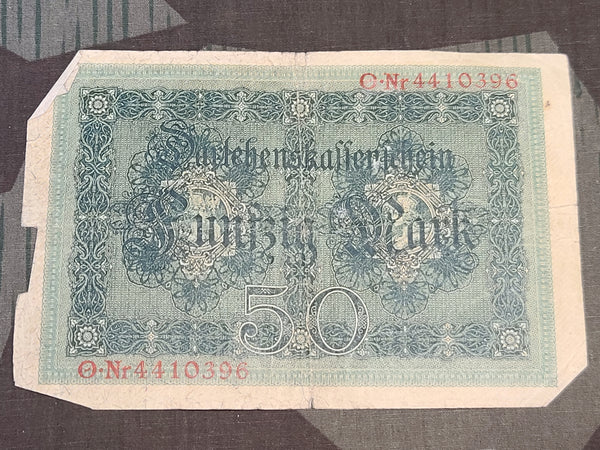 O·Nr 4410396
Darlehenskassenschein
Fünfzig Mark
50
O·Nr 4410396